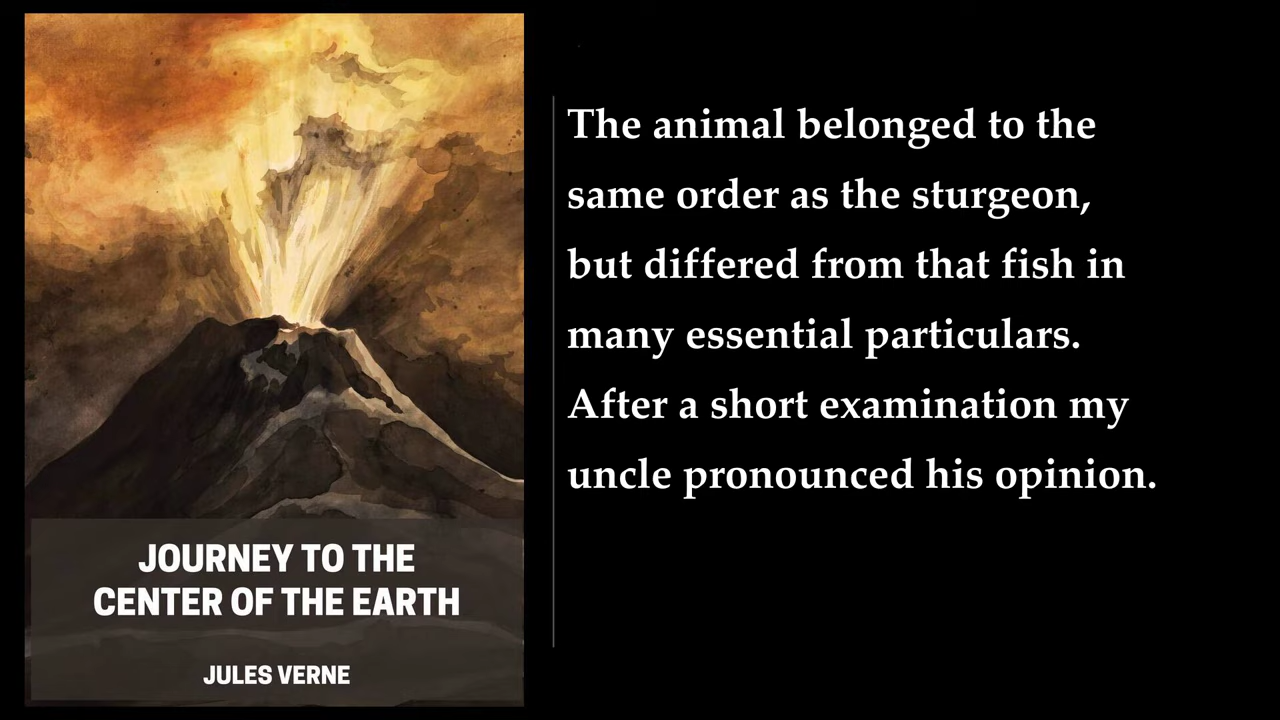 JOURNEY TO THE
CENTER OF THE EARTH
JULES VERNE
The animal belonged to the
same order as the sturgeon,
but differed from that fish in
many essential particulars.
After a short examination my
uncle pronounced his opinion.